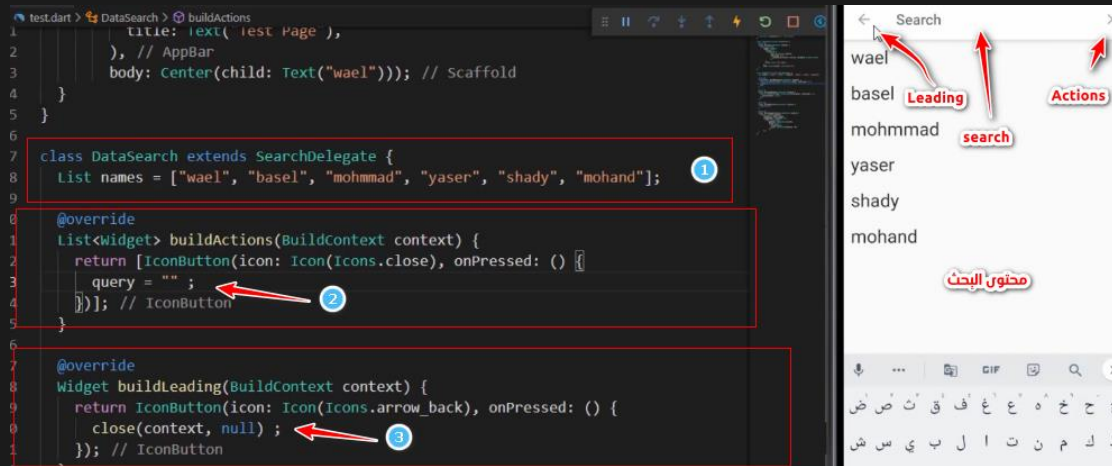 test.dart > DataSearch > buildActions
title: Text("Test Page"),
), // AppBar
body: Center(child: Text("wael"))); // Scaffold
}
}
class DataSearch extends SearchDelegate {
List names = ["wael", "basel", "mohmmad", "yaser", "shady", "mohand"];
1
@override
List<Widget> buildActions(BuildContext context) {
return [IconButton(icon: Icon(Icons.close), onPressed: () {
query = "" ;
2
})]; // IconButton
}
@override
Widget buildLeading(BuildContext context) {
return IconButton(icon: Icon(Icons.arrow_back), onPressed: () {
close(context, null) ;
3
}); // IconButton
Search
wael
basel
Leading
Actions
mohmmad
search
yaser
shady
mohand
محتوى البحث
GIF
ض ص ث ق ف غ ع ه خ ح
ش س ي ب ل ا ت ن م ك